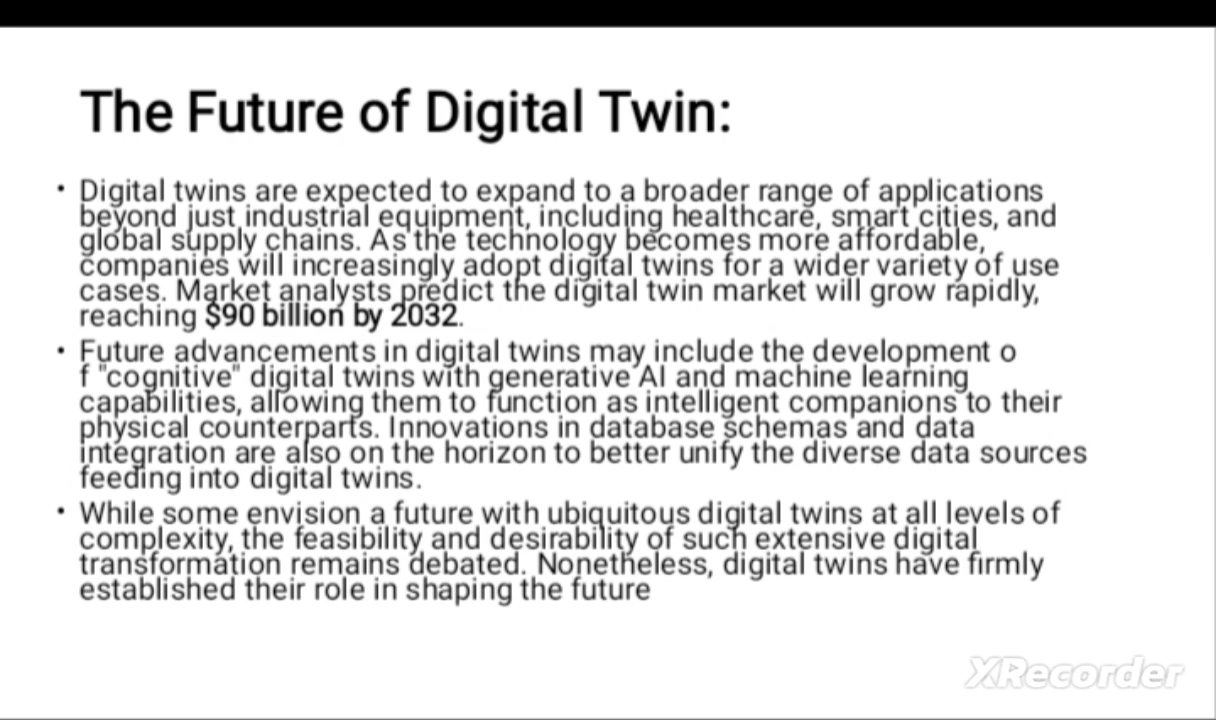 The Future of Digital Twin:
• Digital twins are expected to expand to a broader range of applications
beyond just industrial equipment, including healthcare, smart cities, and
global supply chains. As the technology becomes more affordable,
companies will increasingly adopt digital twins for a wider variety of use
cases. Market analysts predict the digital twin market will grow rapidly,
reaching $90 billion by 2032.
• Future advancements in digital twins may include the development o
f "cognitive" digital twins with generative AI and machine learning
capabilities, allowing them to function as intelligent companions to their
physical counterparts. Innovations in database schemas and data
integration are also on the horizon to better unify the diverse data sources
feeding into digital twins.
• While some envision a future with ubiquitous digital twins at all levels of
complexity, the feasibility and desirability of such extensive digital
transformation remains debated. Nonetheless, digital twins have firmly
established their role in shaping the future
XRecorder